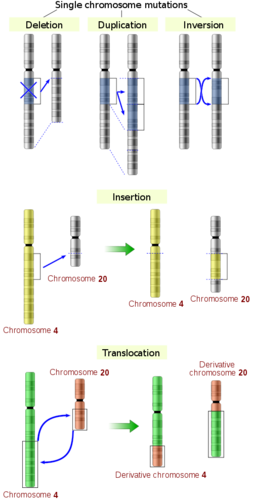 Single chromosome mutations
Deletion
Duplication
Inversion
Insertion
Chromosome 20
Chromosome 4
Chromosome 4
Chromosome 20
Translocation
Chromosome 20
Derivative
chromosome 20
Chromosome 4
Derivative chromosome 4